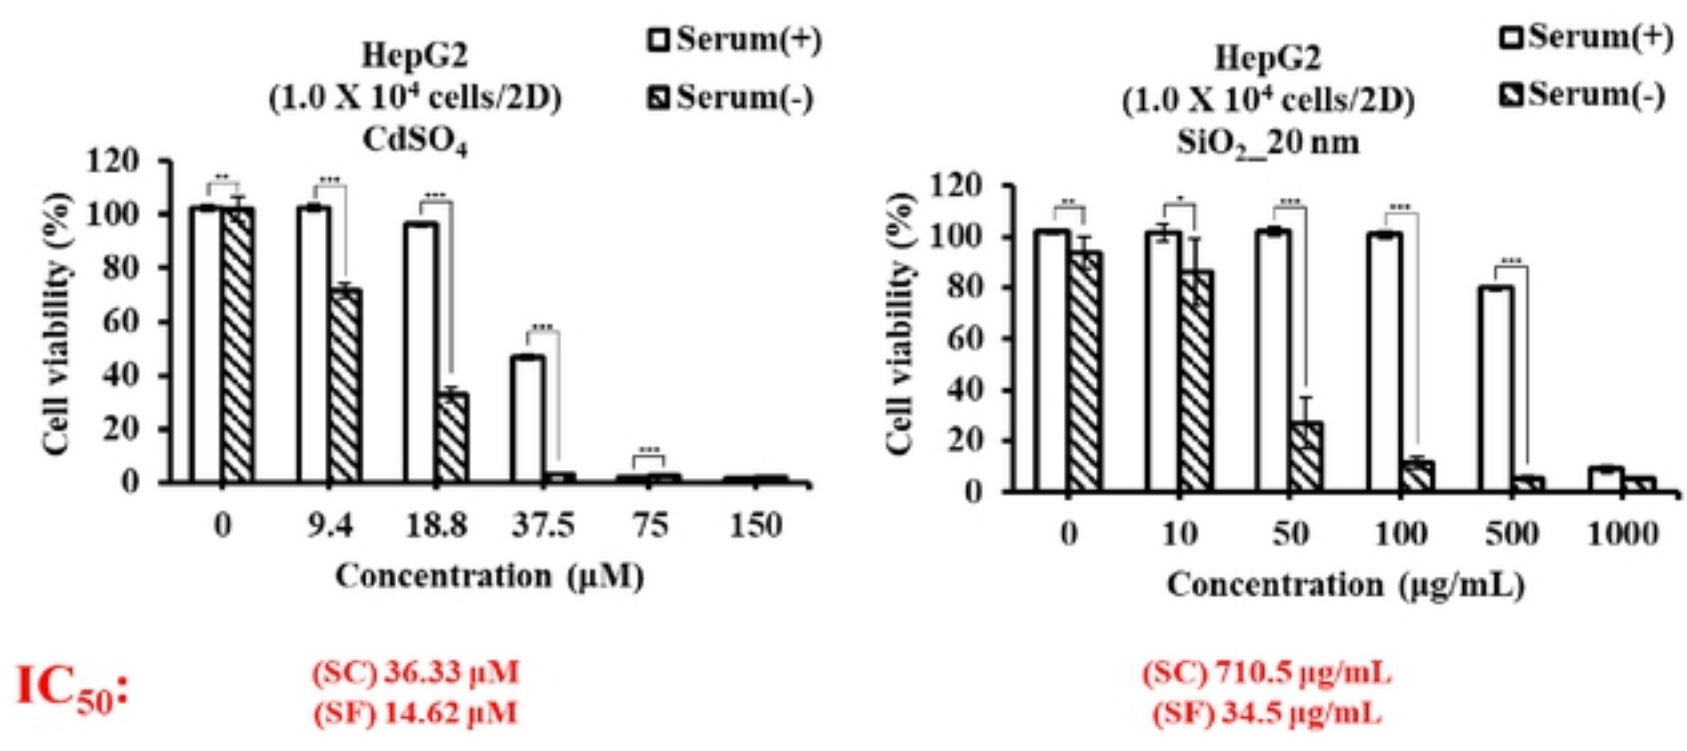 HepG2
(1.0 X 10⁴ cells/2D)
CdSO₄
Serum(+)
Serum(-)
Cell viability (%)
120
100
80
60
40
20
0
** *** *** *** ***
0 9.4 18.8 37.5 75 150
Concentration (μM)
HepG2
(1.0 X 10⁴ cells/2D)
SiO₂_20 nm
Serum(+)
Serum(-)
Cell viability (%)
120
100
80
60
40
20
0
** * *** *** ***
0 10 50 100 500 1000
Concentration (μg/mL)
IC₅₀:
(SC) 36.33 μM
(SF) 14.62 μM
(SC) 710.5 μg/mL
(SF) 34.5 μg/mL